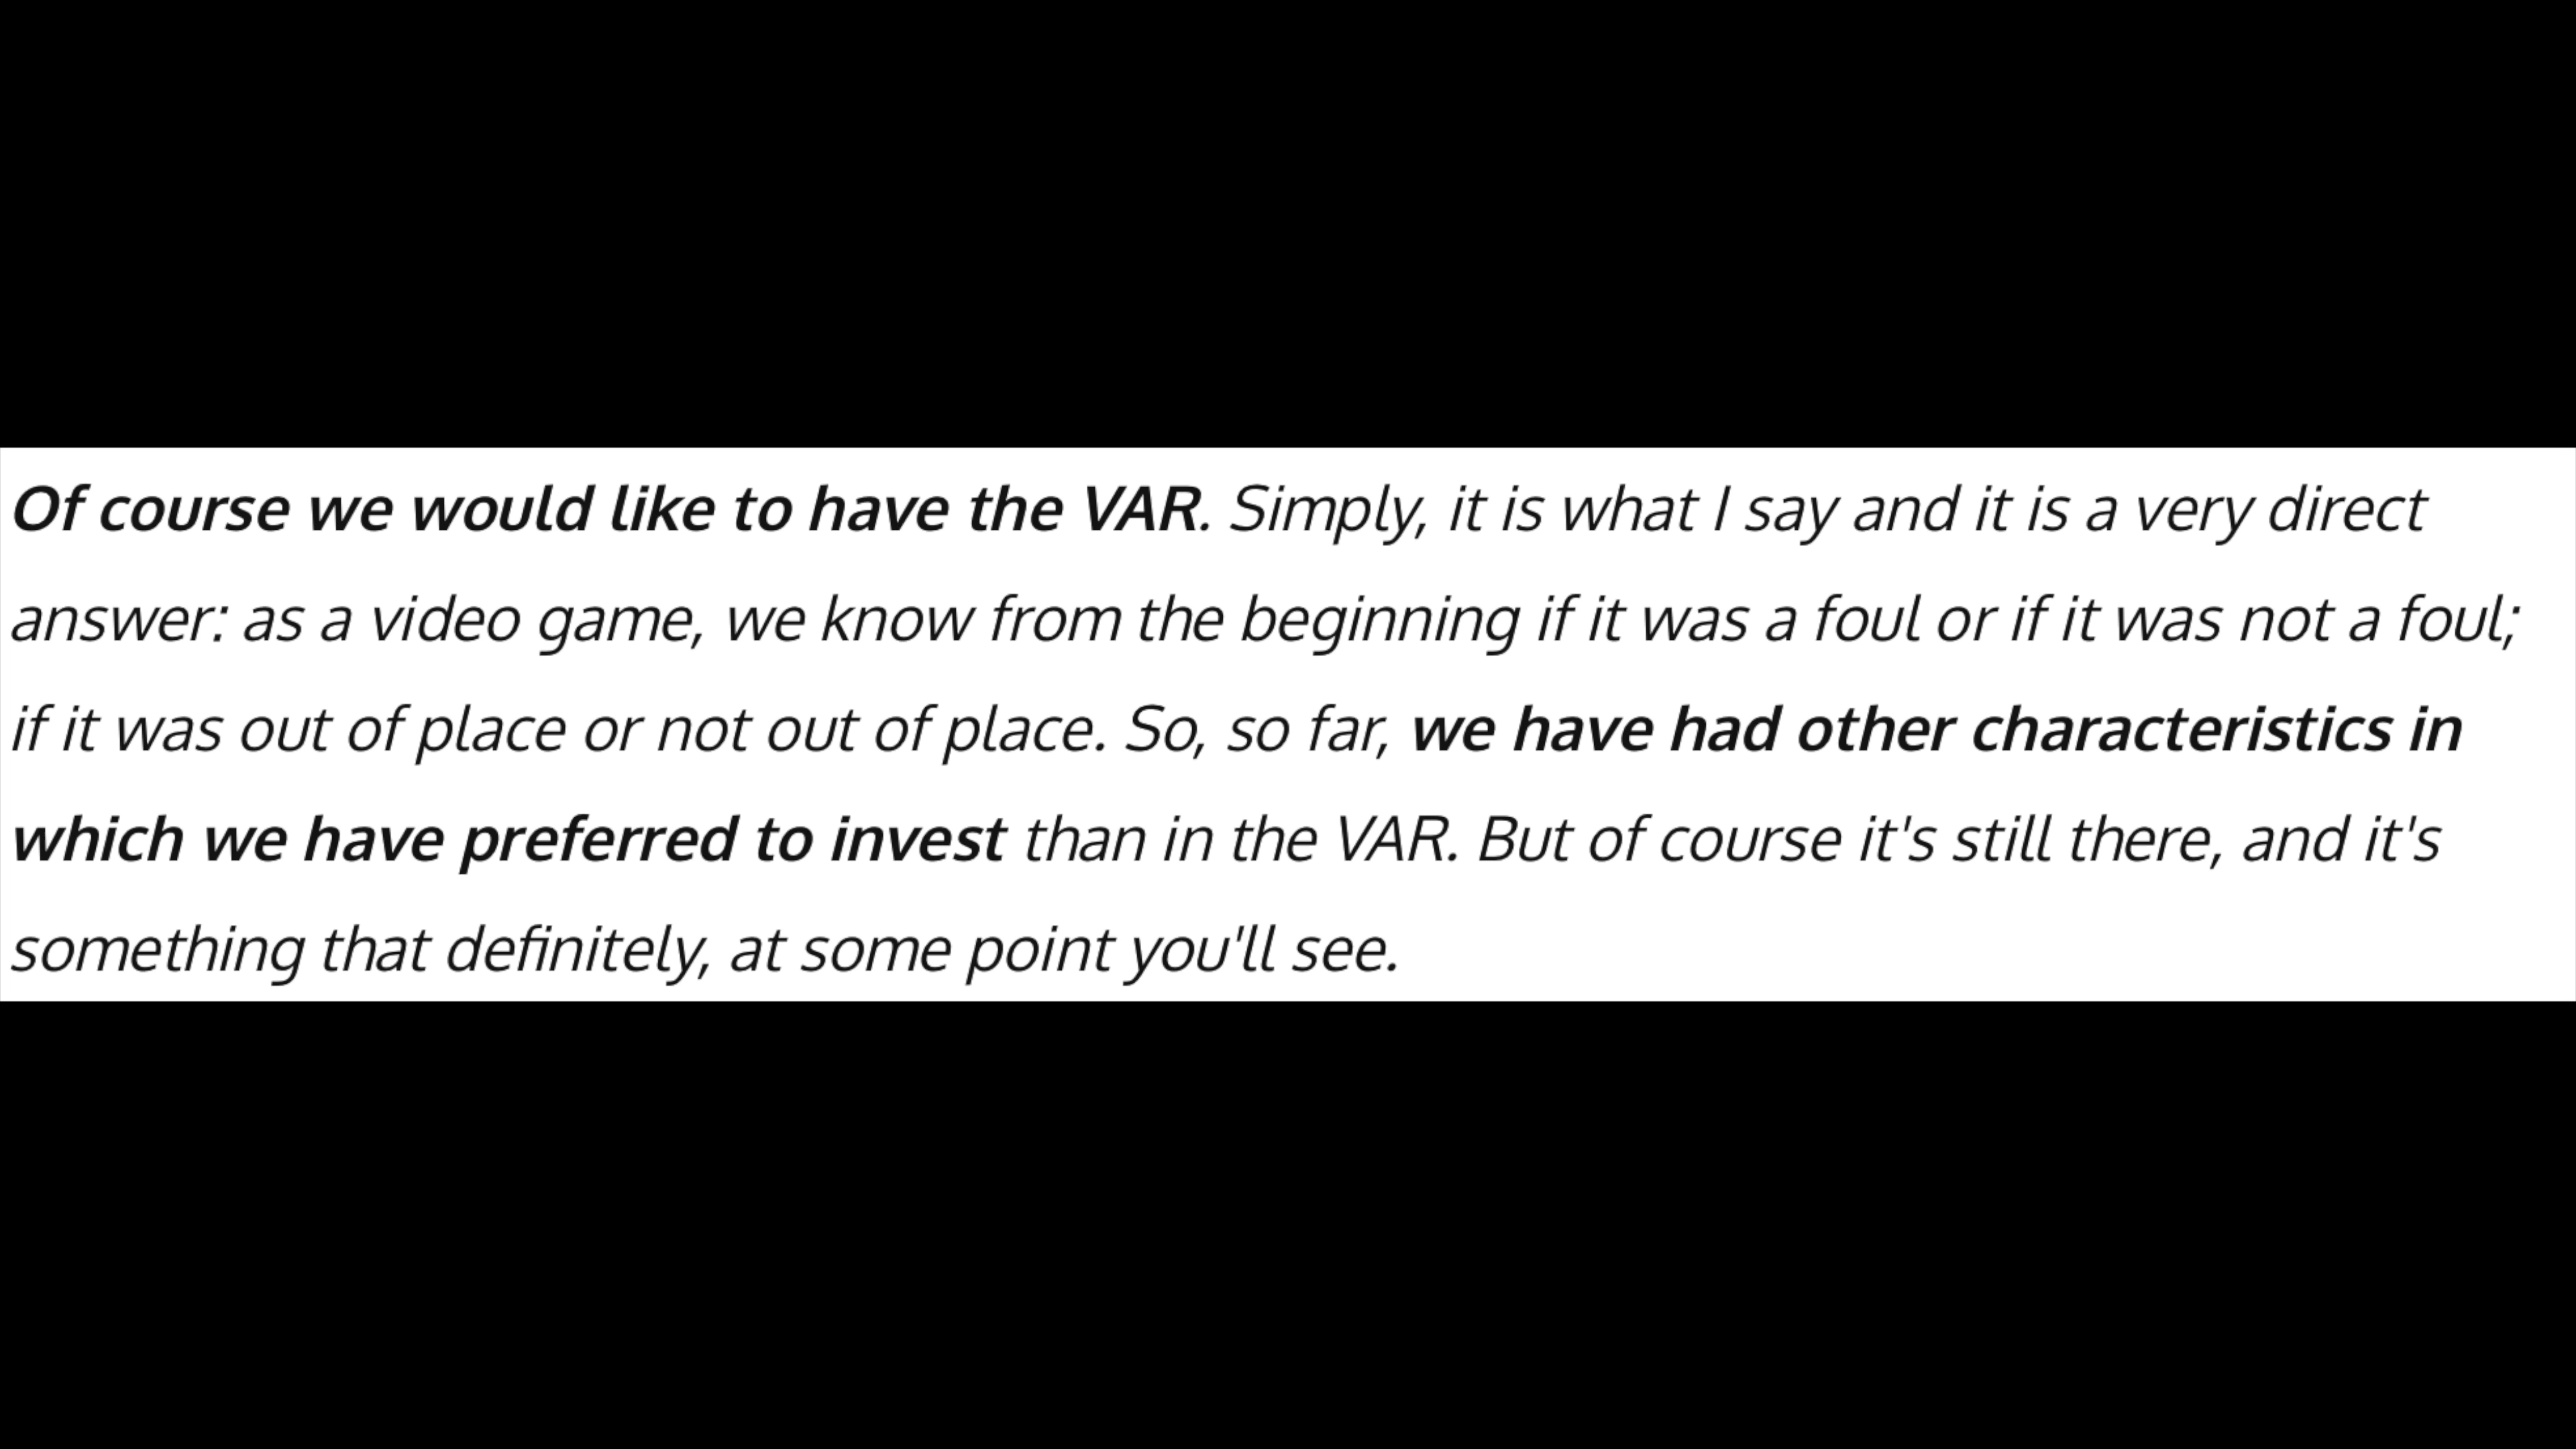 Of course we would like to have the VAR. Simply, it is what I say and it is a very direct
answer: as a video game, we know from the beginning if it was a foul or if it was not a foul;
if it was out of place or not out of place. So, so far, we have had other characteristics in
which we have preferred to invest than in the VAR. But of course it's still there, and it's
something that definitely, at some point you'll see.